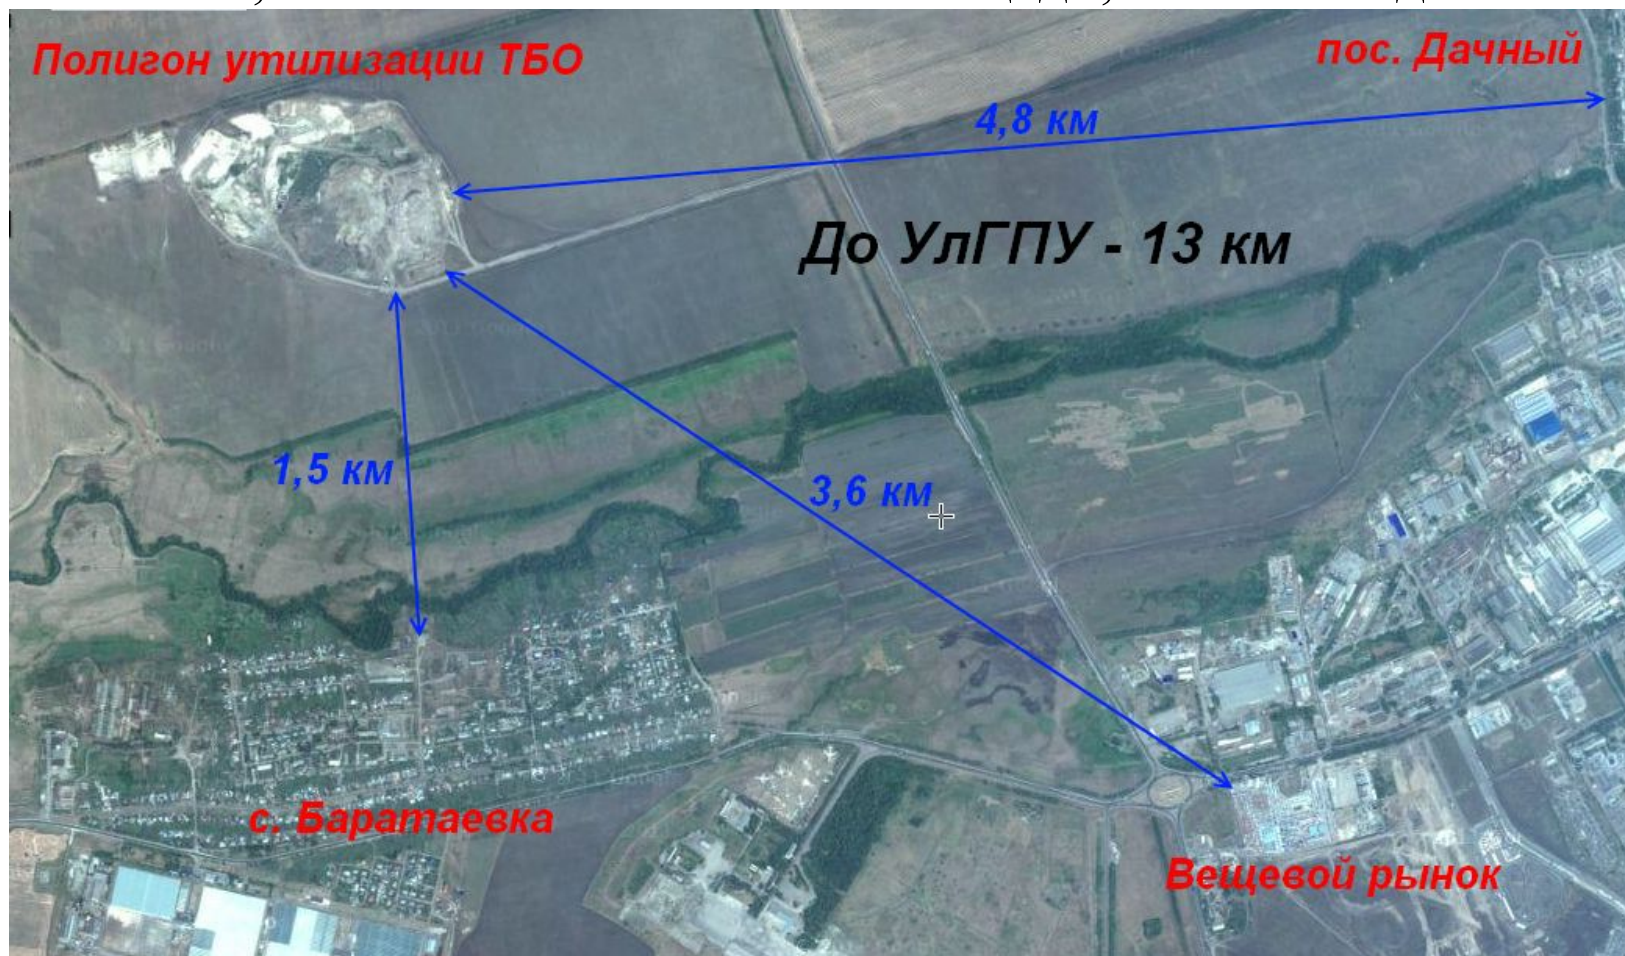 Полигон утилизации ТБО
пос. Дачный
4,8 км
До УлГПУ - 13 км
1,5 км
3,6 км
с. Баратаевка
Вещевой рынок